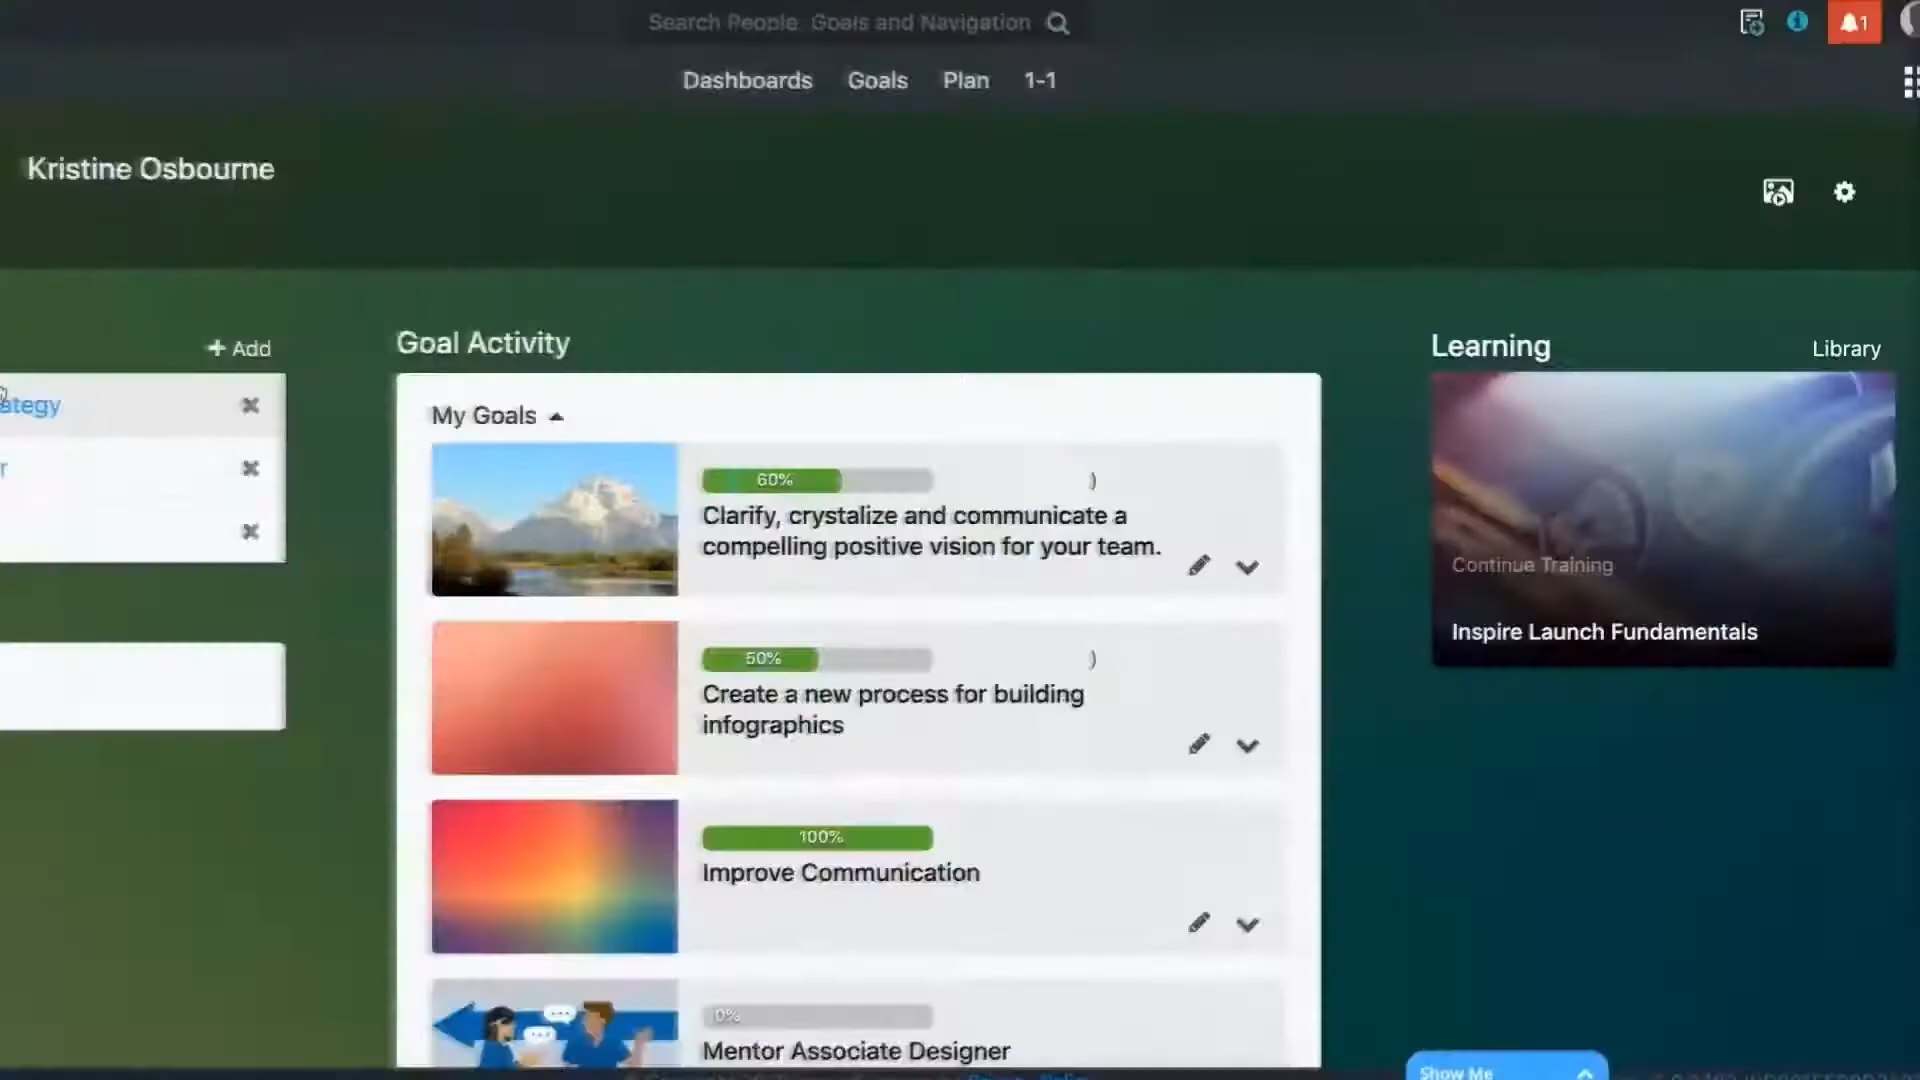 Search People, Goals and Navigation
1
Dashboards Goals Plan 1-1
Kristine Osbourne
+ Add
ategy
r
Goal Activity
My Goals
60%
)
Clarify, crystalize and communicate a
compelling positive vision for your team.
50%
)
Create a new process for building
infographics
100%
Improve Communication
0%
Mentor Associate Designer
Learning Library
Continue Training
Inspire Launch Fundamentals
Show Me